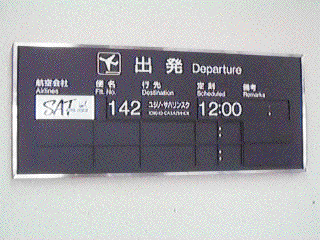 出発 Departure
航空会社 便名 行先 定刻 備考
Airlines Flt. No. Destination Scheduled Remarks
SAT 142 ユジノ・サハリンスク 12:00 :
:
: